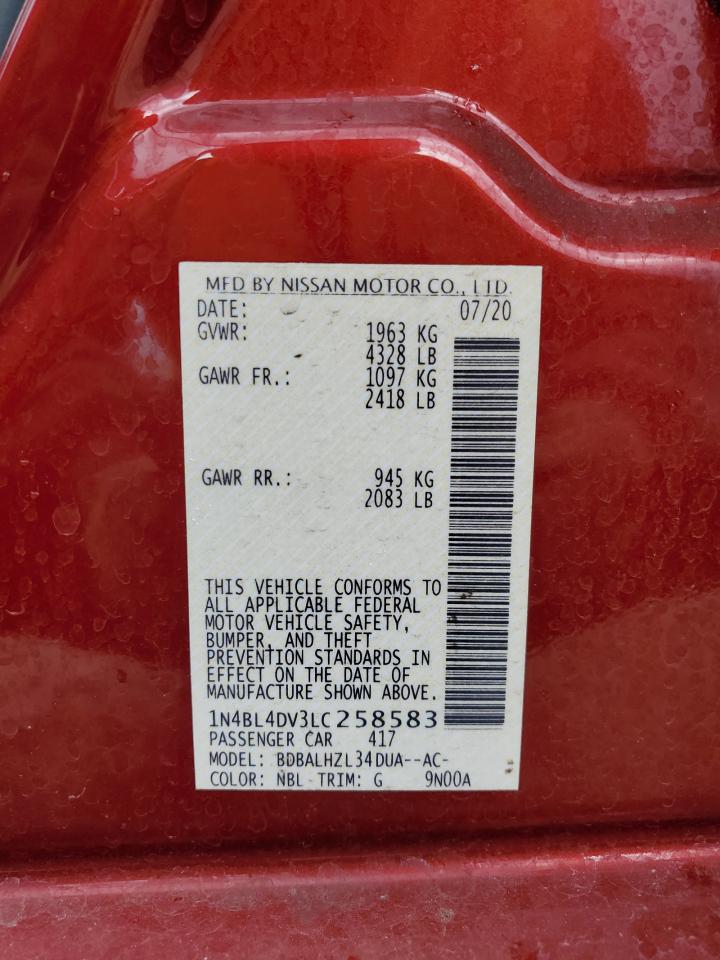 MFD BY NISSAN MOTOR CO., LTD.
DATE: 07/20
GVWR: 1963 KG
4328 LB
GAWR FR.: 1097 KG
2418 LB
GAWR RR.: 945 KG
2083 LB
THIS VEHICLE CONFORMS TO
ALL APPLICABLE FEDERAL
MOTOR VEHICLE SAFETY,
BUMPER, AND THEFT
PREVENTION STANDARDS IN
EFFECT ON THE DATE OF
MANUFACTURE SHOWN ABOVE.
1N4BL4DV3LC258583
PASSENGER CAR 417
MODEL: BDBALHZL34DUA--AC-
COLOR: NBL TRIM: G 9N00A